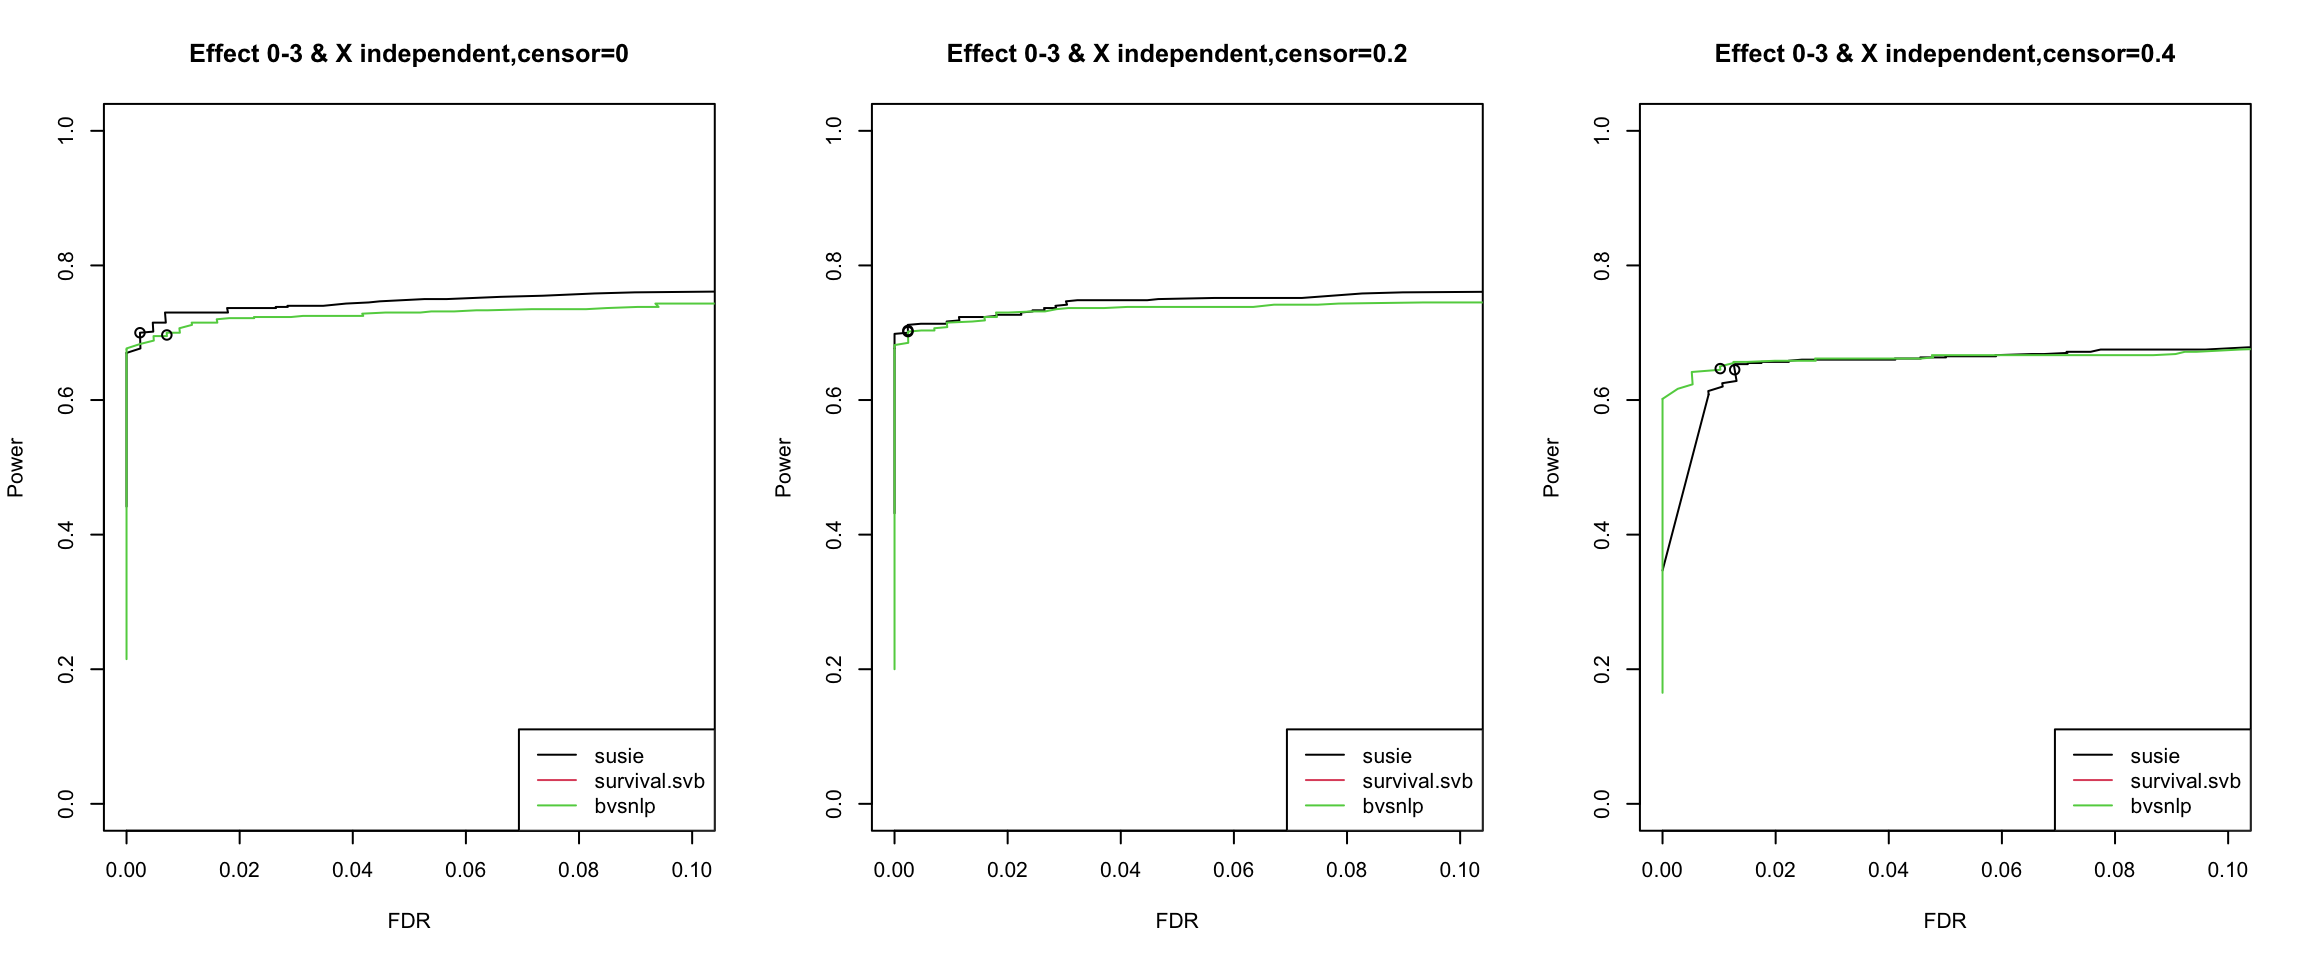 Effect 0-3 & X independent,censor=0
Power
1.0
0.8
0.6
0.4
0.2
0.0
susie
survival.svb
bvsnlp
0.00 0.02 0.04 0.06 0.08 0.10
FDR
Effect 0-3 & X independent,censor=0.2
Power
1.0
0.8
0.6
0.4
0.2
0.0
susie
survival.svb
bvsnlp
0.00 0.02 0.04 0.06 0.08 0.10
FDR
Effect 0-3 & X independent,censor=0.4
Power
1.0
0.8
0.6
0.4
0.2
0.0
susie
survival.svb
bvsnlp
0.00 0.02 0.04 0.06 0.08 0.10
FDR